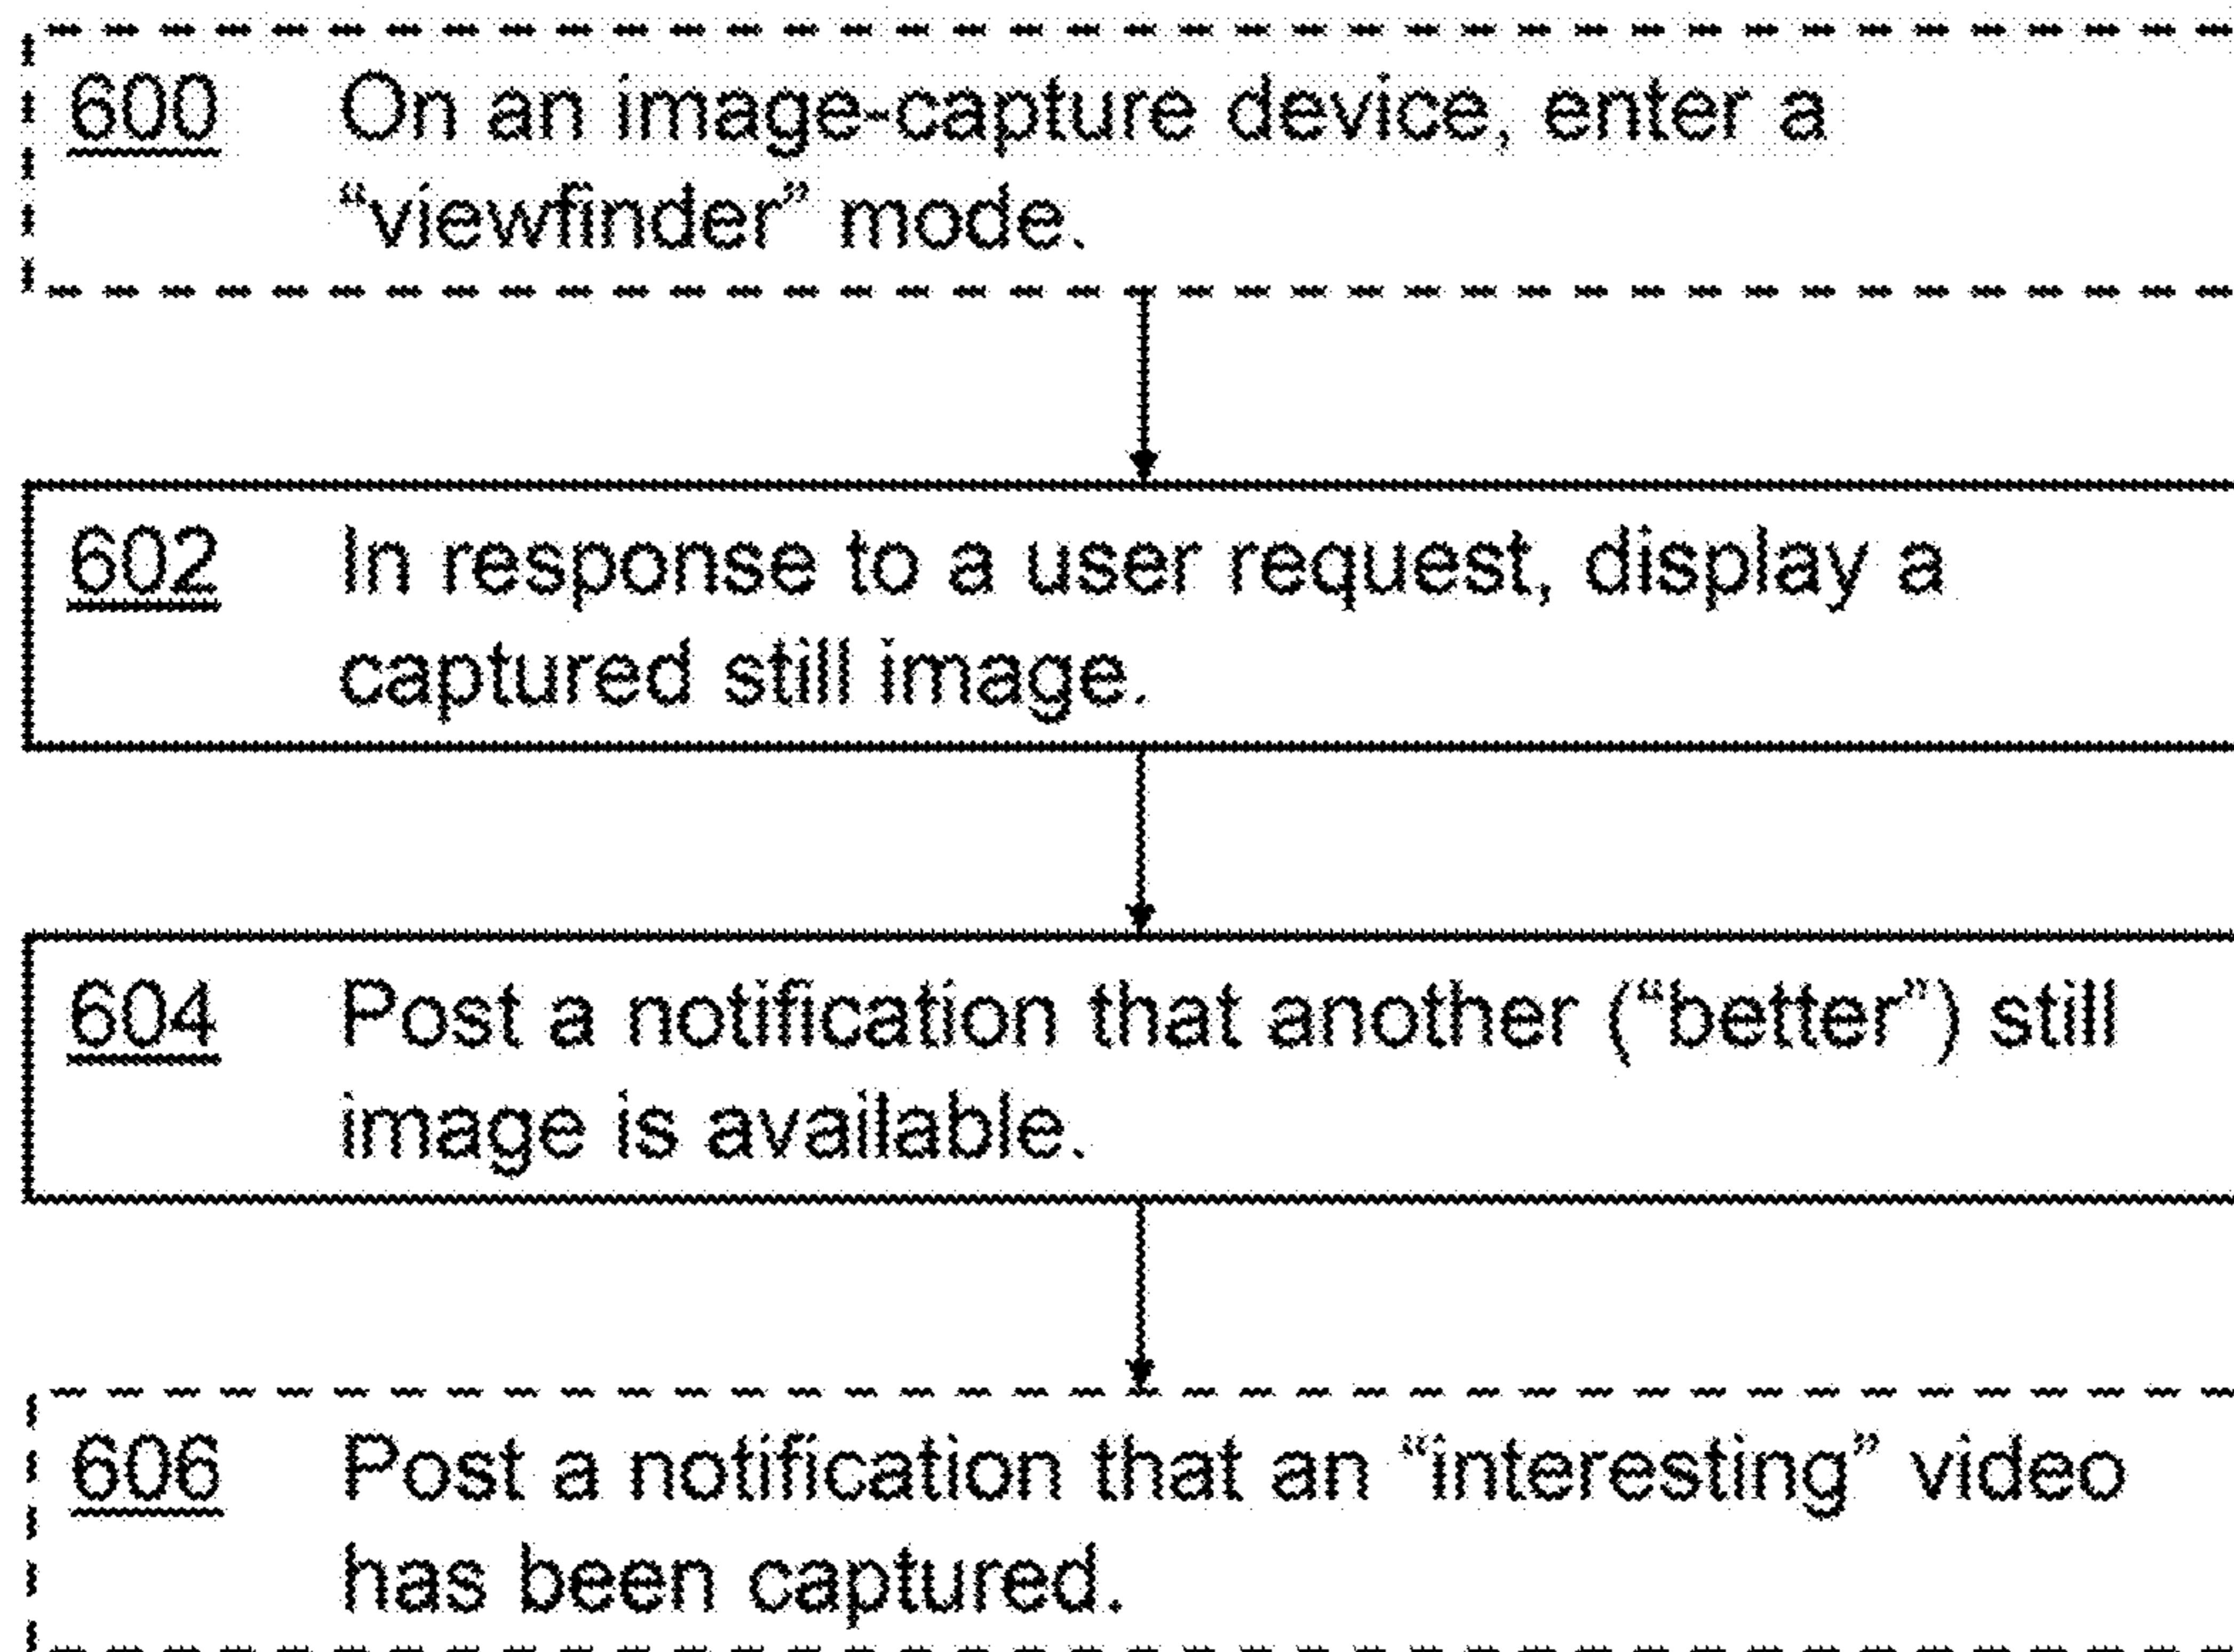 600 On an image-capture device, enter a
“viewfinder” mode.
602 In response to a user request, display a
captured still image.
604 Post a notification that another (“better”) still
image is available.
606 Post a notification that an “interesting” video
has been captured.